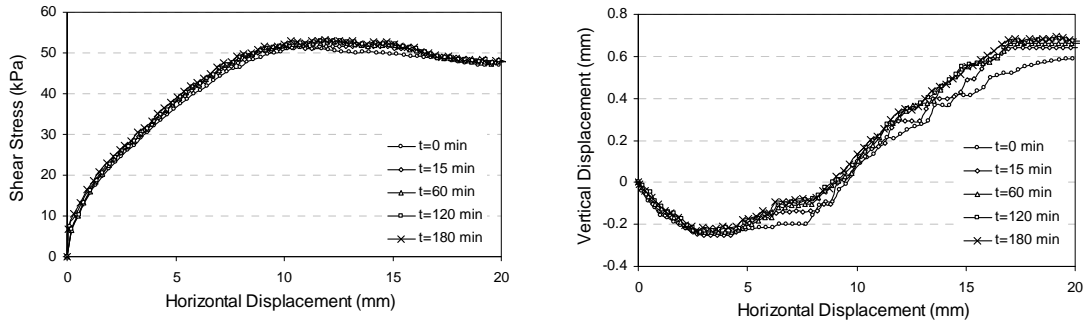 60
50
40
30
20
10
0
Shear Stress (kPa)
0 5 10 15 20
Horizontal Displacement (mm)
t=0 min
t=15 min
t=60 min
t=120 min
t=180 min
0.8
0.6
0.4
0.2
0
-0.2
-0.4
Vertical Displacement (mm)
0 5 10 15 20
Horizontal Displacement (mm)
t=0 min
t=15 min
t=60 min
t=120 min
t=180 min